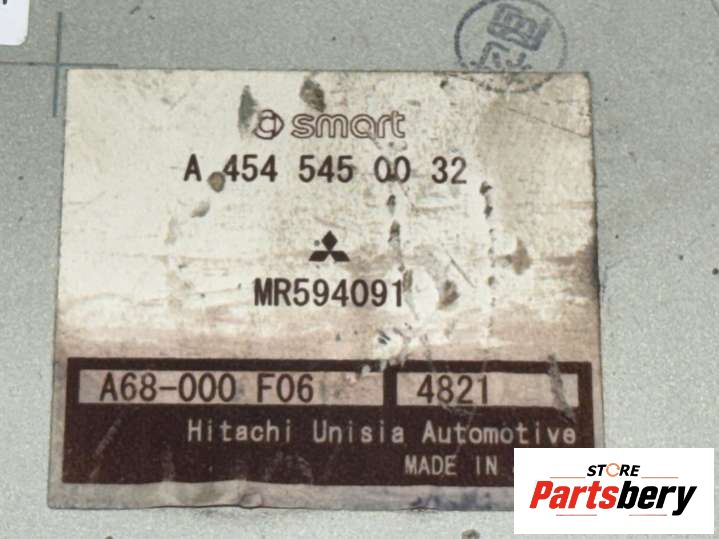 smart
A 454 545 00 32
MR594091
A68-000 F06 4821
Hitachi Unisia Automotive
MADE IN
STORE
Partsbery